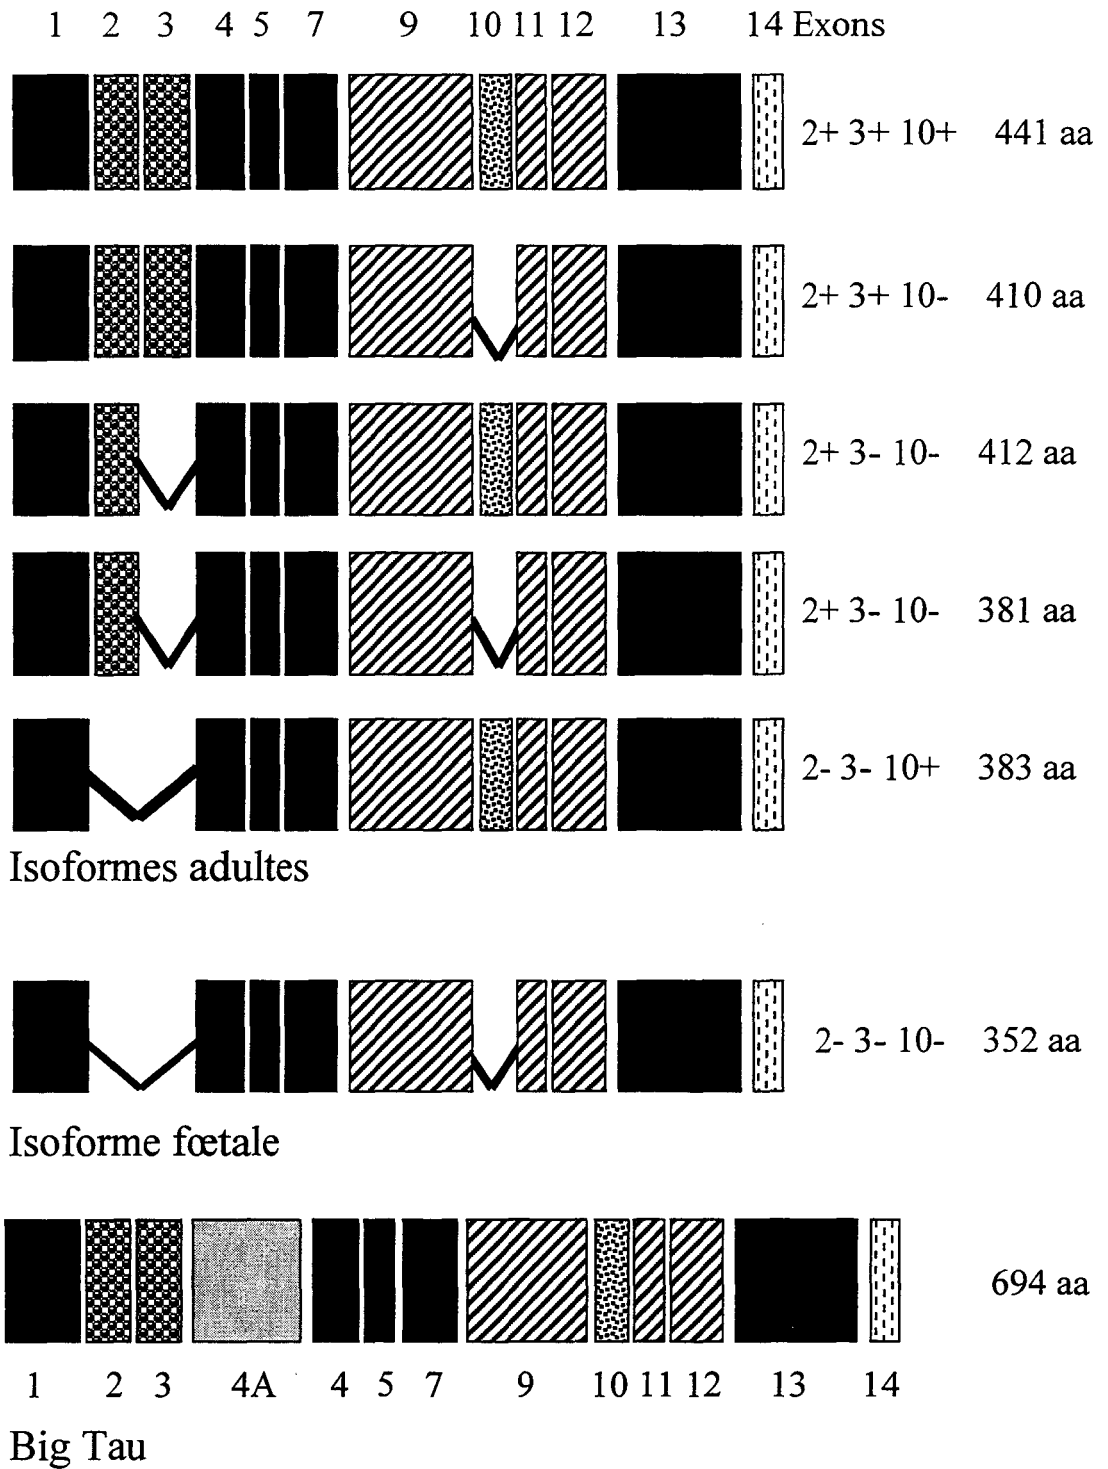 1 2 3 4 5 7 9 10 11 12 13 14 Exons
2+ 3+ 10+ 441 aa
2+ 3+ 10- 410 aa
2+ 3- 10- 412 aa
2+ 3- 10- 381 aa
2- 3- 10+ 383 aa
Isoformes adultes
2- 3- 10- 352 aa
Isoforme fœtale
694 aa
1 2 3 4A 4 5 7 9 10 11 12 13 14
Big Tau